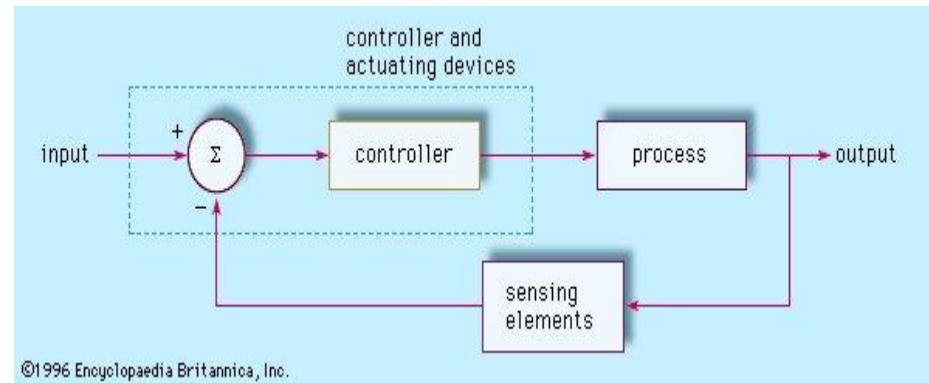 controller and
actuating devices
+
input
Σ
controller
process
output
−
sensing
elements
©1996 Encyclopaedia Britannica, Inc.